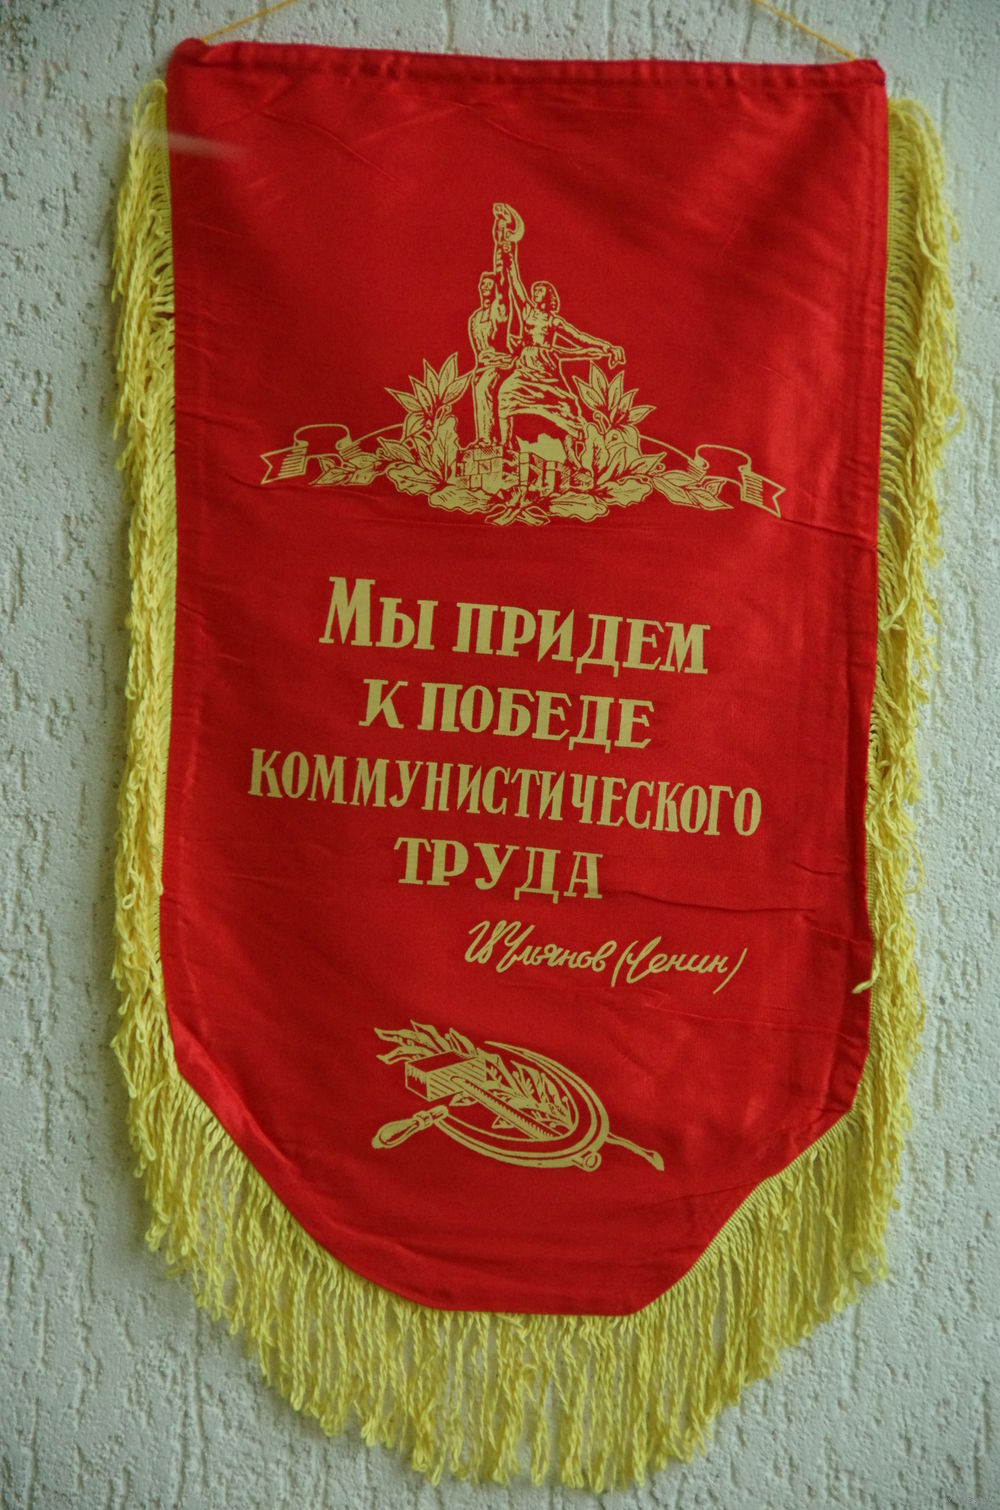 Мы придем
к победе
коммунистического
труда
В Ульянов (Ленин)